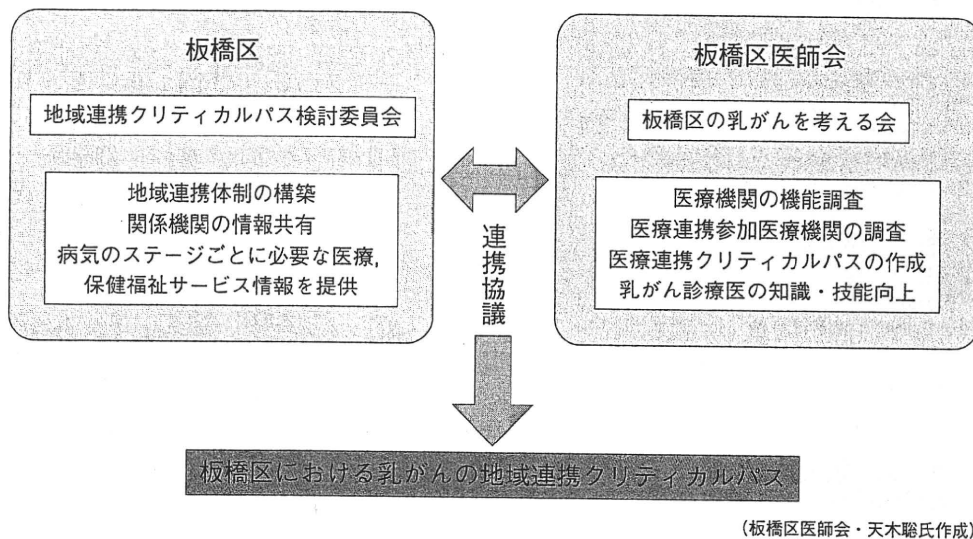 板橋区
地域連携クリティカルパス検討委員会
地域連携体制の構築
関係機関の情報共有
病気のステージごとに必要な医療,
保健福祉サービス情報を提供
連携協議
板橋区医師会
板橋区の乳がんを考える会
医療機関の機能調査
医療連携参加医療機関の調査
医療連携クリティカルパスの作成
乳がん診療医の知識・技能向上
板橋区における乳がんの地域連携クリティカルパス
(板橋区医師会・天木聡氏作成)